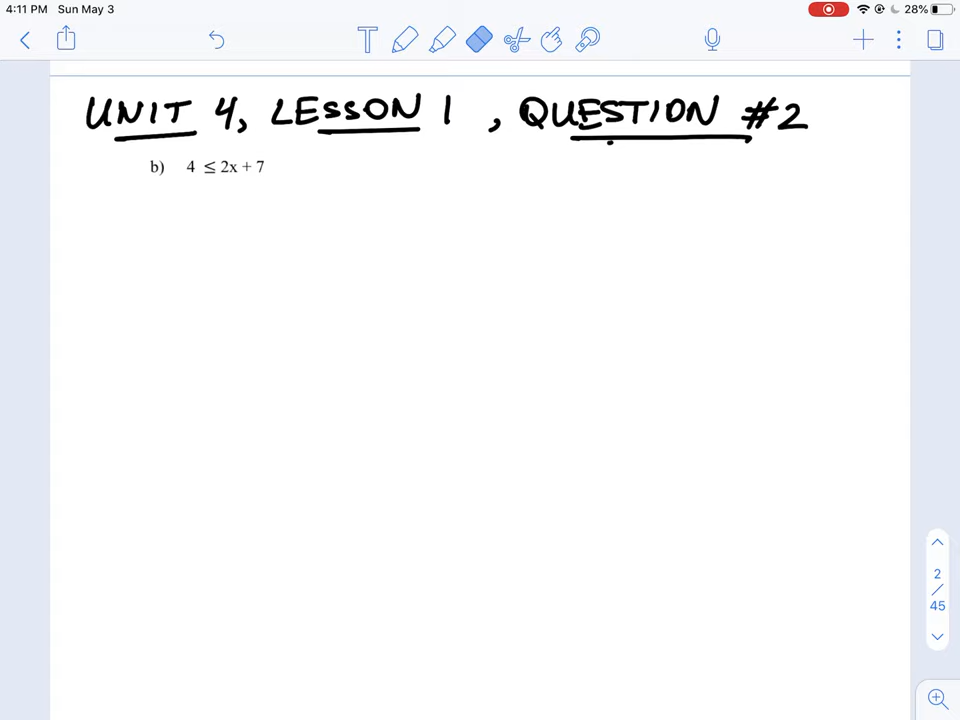 4:11 PM Sun May 3 28%
T
UNIT 4, LESSON 1, QUESTION #2
b) 4 ≤ 2x + 7
2
/
45